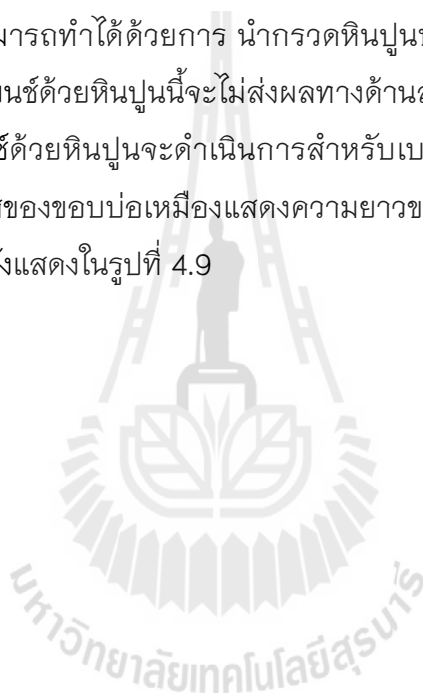 มารถทำได้ด้วยการ นำกรวดหินปูน
นช์ด้วยหินปูนนี้จะไม่ส่งผลทางด้าน
ช์ด้วยหินปูนจะดำเนินการสำหรับเบ
ของขอบบ่อเหมืองแสดงความยาวข
ังแสดงในรูปที่ 4.9
มหาวิทยาลัยเทคโนโลยีสุรนารี